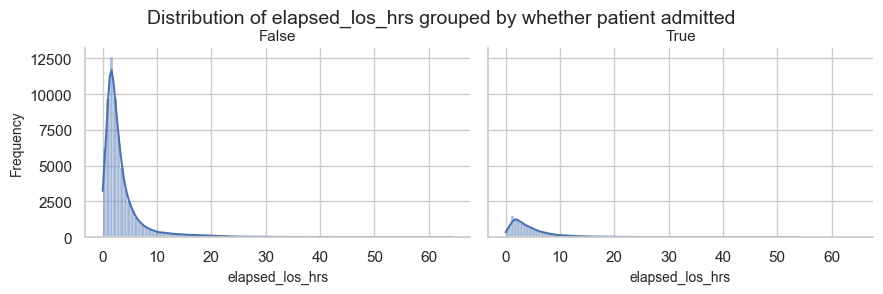 Distribution of elapsed_los_hrs grouped by whether patient admitted
False
True
Frequency
12500
10000
7500
5000
2500
0
0 10 20 30 40 50 60
0 10 20 30 40 50 60
elapsed_los_hrs
elapsed_los_hrs